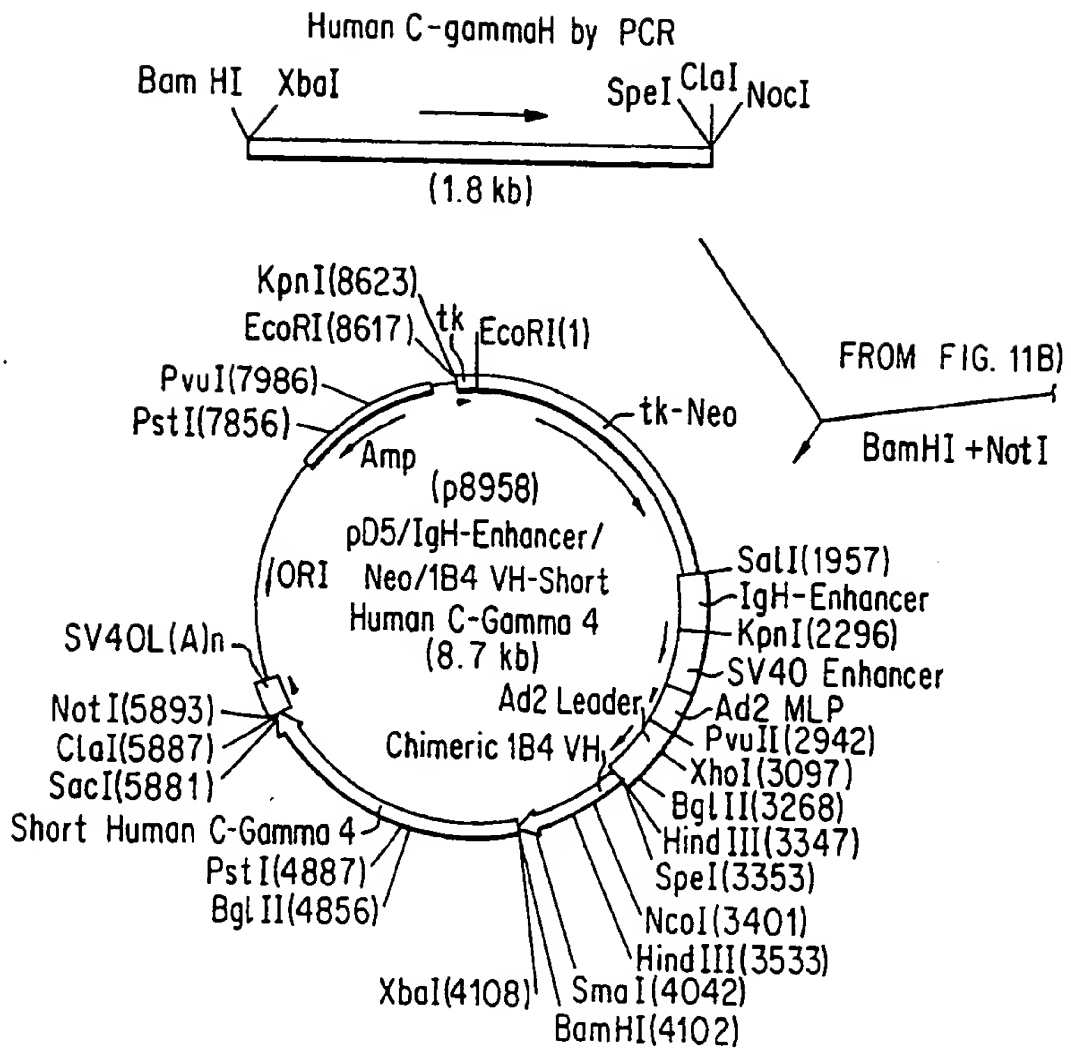 Human C-gammaH by PCR
Bam HI XbaI
SpeI ClaI NocI
(1.8 kb)
KpnI(8623)
tk
EcoRI(8617)
EcoRI(1)
PvuI(7986)
PstI(7856)
FROM FIG. 11B)
BamHI +NotI
tk-Neo
Amp
(p8958)
pD5/IgH-Enhancer/
Neo/1B4 VH-Short
Human C-Gamma 4
(8.7 kb)
ORI
SalI(1957)
IgH-Enhancer
KpnI(2296)
SV40 Enhancer
Ad2 MLP
PvuII(2942)
XhoI(3097)
BglII(3268)
HindIII(3347)
SpeI(3353)
NcoI(3401)
HindIII(3533)
SmaI(4042)
BamHI(4102)
Ad2 Leader
Chimeric 1B4 VH
SV40L(A)n
NotI(5893)
ClaI(5887)
SacI(5881)
Short Human C-Gamma 4
PstI(4887)
BglII(4856)
XbaI(4108)